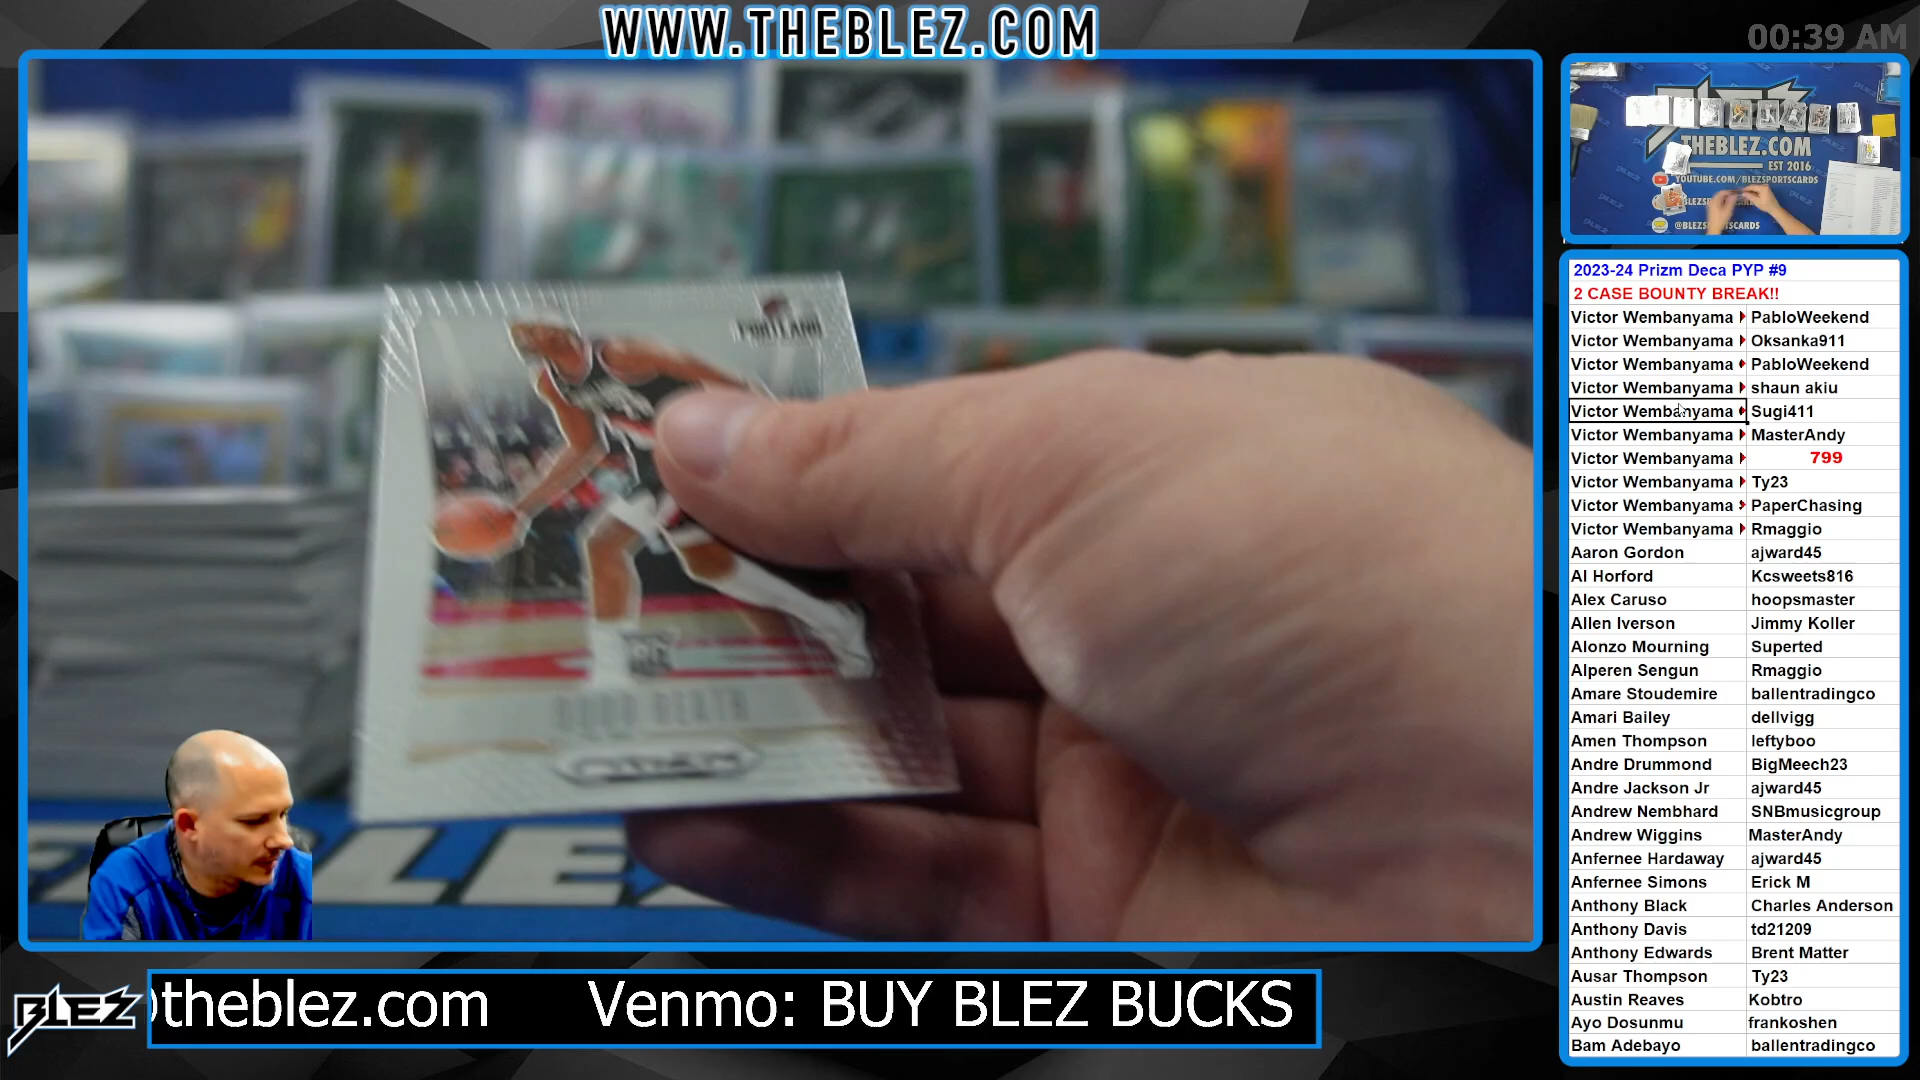 WWW.THEBLEZ.COM
00:39 AM
THEBLEZ.COM
EST 2016
YOUTUBE.COM/BLEZSPORTSCARDS
@BLEZSPORTSCARDS
PORTLAND
RC
PRIZM
2023-24 Prizm Deca PYP #9
2 CASE BOUNTY BREAK!!
Victor Wembanyama PabloWeekend
Victor Wembanyama Oksanka911
Victor Wembanyama PabloWeekend
Victor Wembanyama shaun akiu
Victor Wembanyama Sugi411
Victor Wembanyama MasterAndy
Victor Wembanyama 799
Victor Wembanyama Ty23
Victor Wembanyama PaperChasing
Victor Wembanyama Rmaggio
Aaron Gordon ajward45
Al Horford Kcsweets816
Alex Caruso hoopsmaster
Allen Iverson Jimmy Koller
Alonzo Mourning Superted
Alperen Sengun Rmaggio
Amare Stoudemire ballentradingco
Amari Bailey dellvigg
Amen Thompson leftyboo
Andre Drummond BigMeech23
Andre Jackson Jr ajward45
Andrew Nembhard SNBmusicgroup
Andrew Wiggins MasterAndy
Anfernee Hardaway ajward45
Anfernee Simons Erick M
Anthony Black Charles Anderson
Anthony Davis td21209
Anthony Edwards Brent Matter
Ausar Thompson Ty23
Austin Reaves Kobtro
Ayo Dosunmu frankoshen
Bam Adebayo ballentradingco
BLEZ
theblez.com Venmo: BUY BLEZ BUCKS